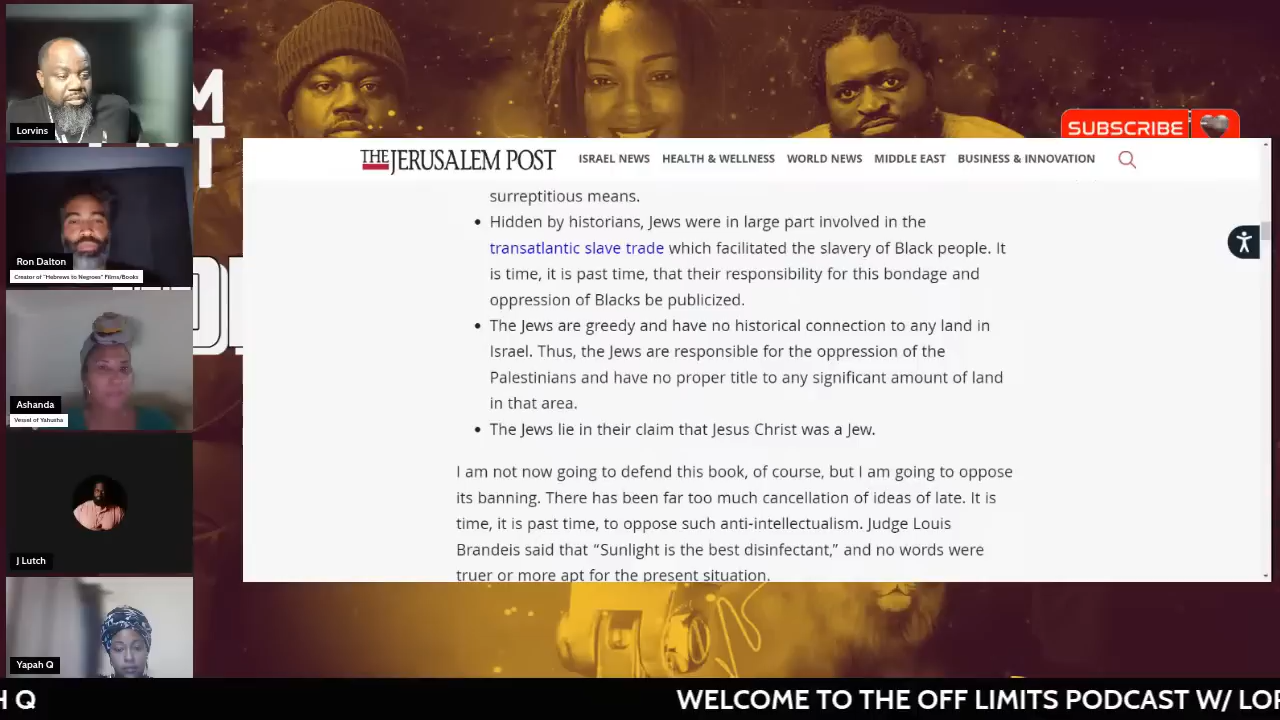 Lorvins
Ron Dalton
Creator of "Hebrews to Negroes" Films/Books
Ashanda
Vessel of Yahusha
J Lutch
Yapah Q
SUBSCRIBE
THE JERUSALEM POST
ISRAEL NEWS HEALTH & WELLNESS WORLD NEWS MIDDLE EAST BUSINESS & INNOVATION
surreptitious means.
• Hidden by historians, Jews were in large part involved in the
transatlantic slave trade which facilitated the slavery of Black people. It
is time, it is past time, that their responsibility for this bondage and
oppression of Blacks be publicized.
• The Jews are greedy and have no historical connection to any land in
Israel. Thus, the Jews are responsible for the oppression of the
Palestinians and have no proper title to any significant amount of land
in that area.
• The Jews lie in their claim that Jesus Christ was a Jew.
I am not now going to defend this book, of course, but I am going to oppose
its banning. There has been far too much cancellation of ideas of late. It is
time, it is past time, to oppose such anti-intellectualism. Judge Louis
Brandeis said that “Sunlight is the best disinfectant,” and no words were
truer or more apt for the present situation.
H Q WELCOME TO THE OFF LIMITS PODCAST W/ LOR